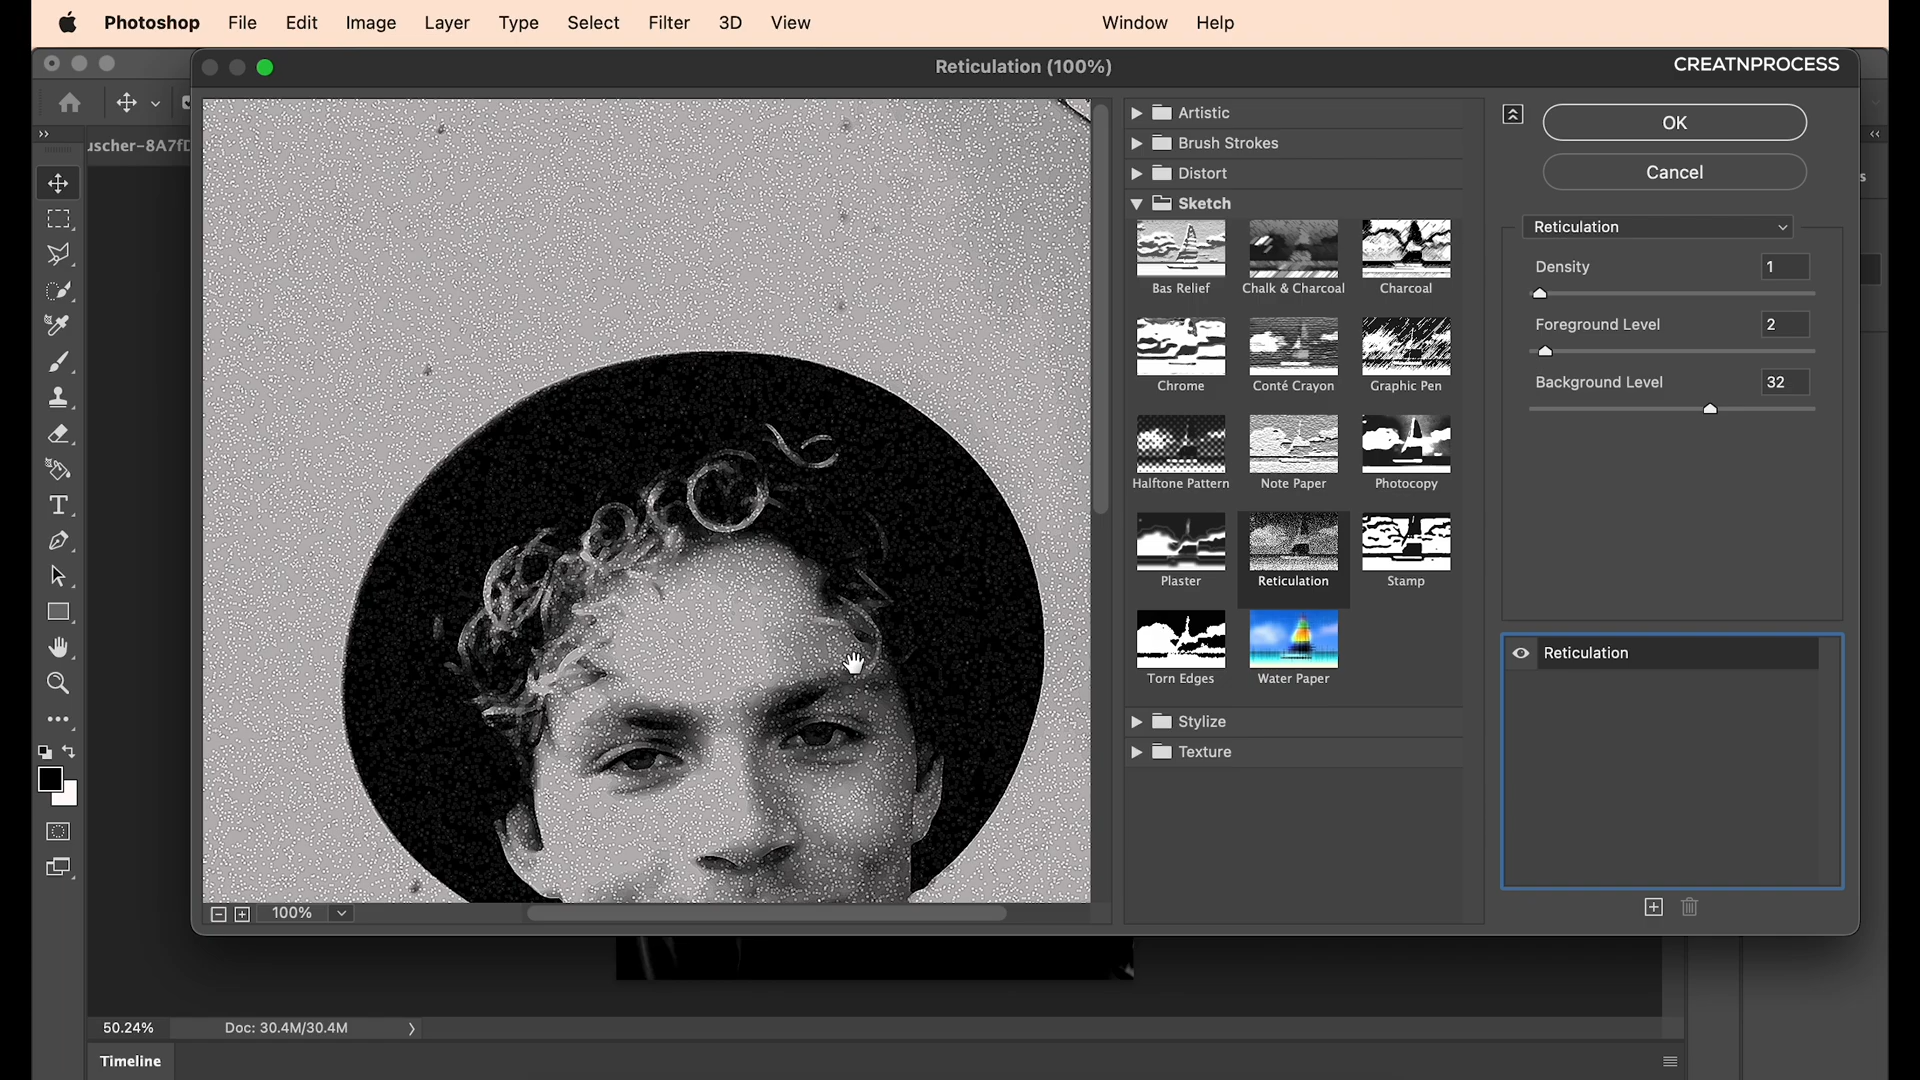 Photoshop File Edit Image Layer Type Select Filter 3D View Window Help
Reticulation (100%)
CREATNPROCESS
uscher-8A7fD
Artistic
Brush Strokes
Distort
Sketch
Bas Relief Chalk & Charcoal Charcoal
Chrome Conté Crayon Graphic Pen
Halftone Pattern Note Paper Photocopy
Plaster Reticulation Stamp
Torn Edges Water Paper
Stylize
Texture
OK
Cancel
Reticulation
Density 1
Foreground Level 2
Background Level 32
Reticulation
100%
50.24% Doc: 30.4M/30.4M
Timeline